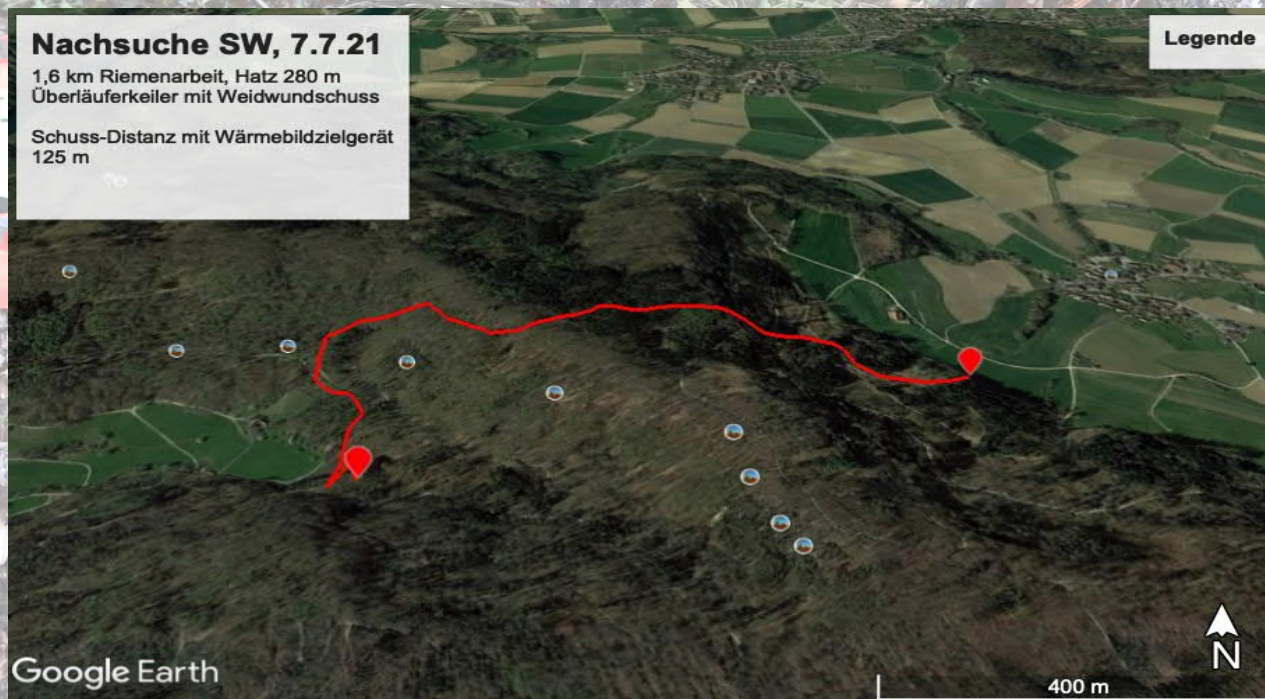 Nachsuche SW, 7.7.21
1,6 km Riemenarbeit, Hatz 280 m
Überläuferkeiler mit Weidwundschuss
Schuss-Distanz mit Wärmebildzielgerät
125 m
Legende
N
Google Earth
400 m